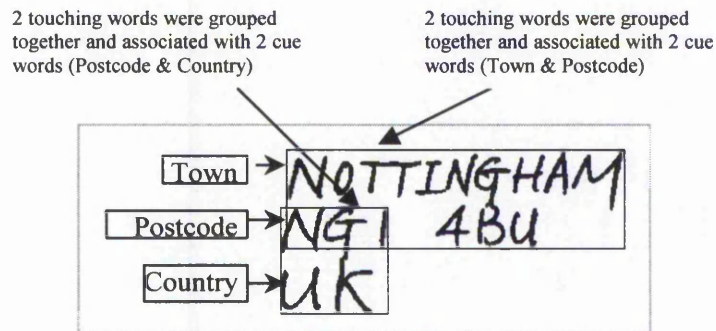 2 touching words were grouped
together and associated with 2 cue
words (Postcode & Country)
2 touching words were grouped
together and associated with 2 cue
words (Town & Postcode)
Town NOTTINGHAM
Postcode NG1 4BU
Country UK